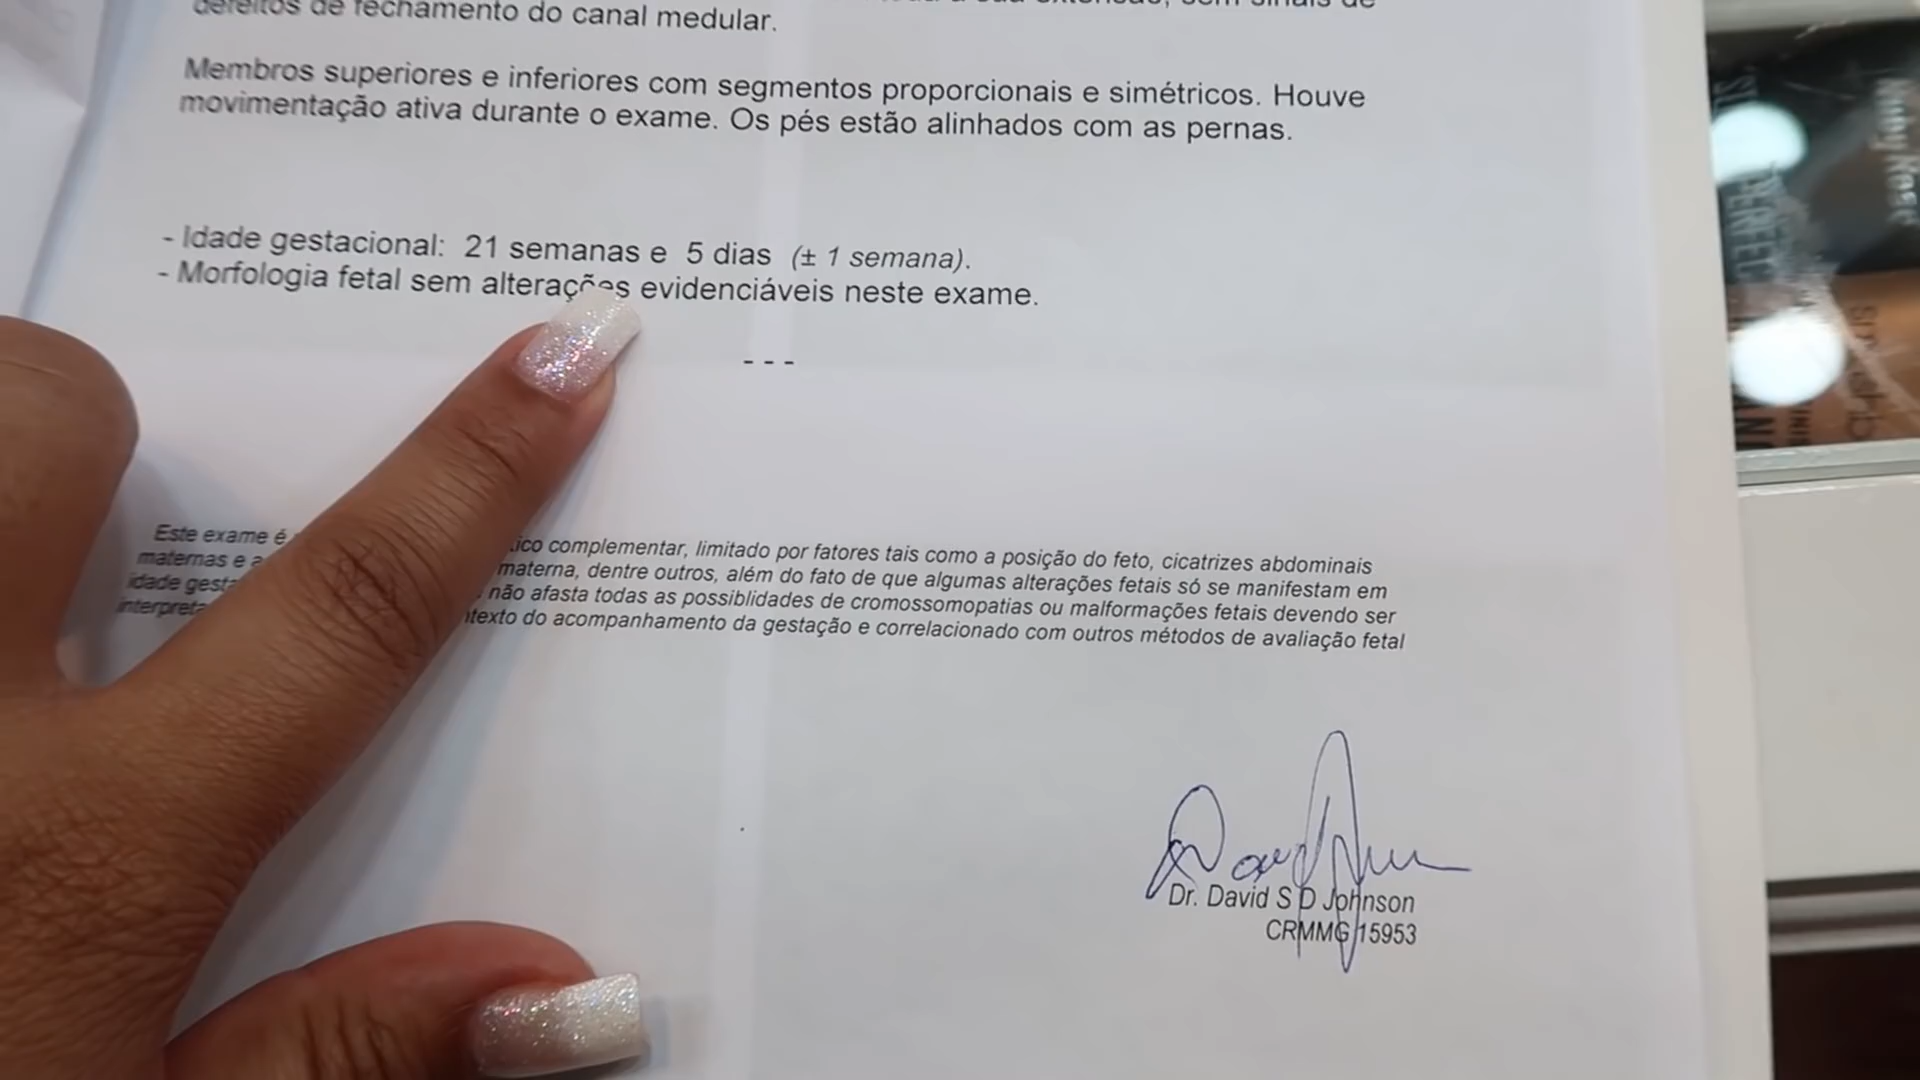 defeitos de fechamento do canal medular.
Membros superiores e inferiores com segmentos proporcionais e simétricos. Houve
movimentação ativa durante o exame. Os pés estão alinhados com as pernas.
- Idade gestacional: 21 semanas e 5 dias (± 1 semana).
- Morfologia fetal sem alterações evidenciáveis neste exame.
- - -
Este exame é complementar, limitado por fatores tais como a posição do feto, cicatrizes abdominais
maternas e a materna, dentre outros, além do fato de que algumas alterações fetais só se manifestam em
idade não afasta todas as possiblidades de cromossomopatias ou malformações fetais devendo ser
do acompanhamento da gestação e correlacionado com outros métodos de avaliação fetal
Dr. David S D Johnson
CRMMG 15953